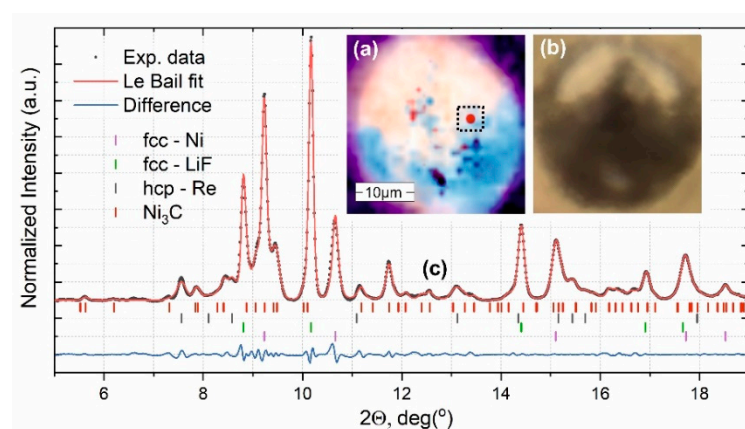 Normalized Intensity (a.u.)
Exp. data
Le Bail fit
Difference
fcc - Ni
fcc - LiF
hcp - Re
Ni₃C
(a)
10μm
(b)
(c)
6 8 10 12 14 16 18
2Θ, deg(°)